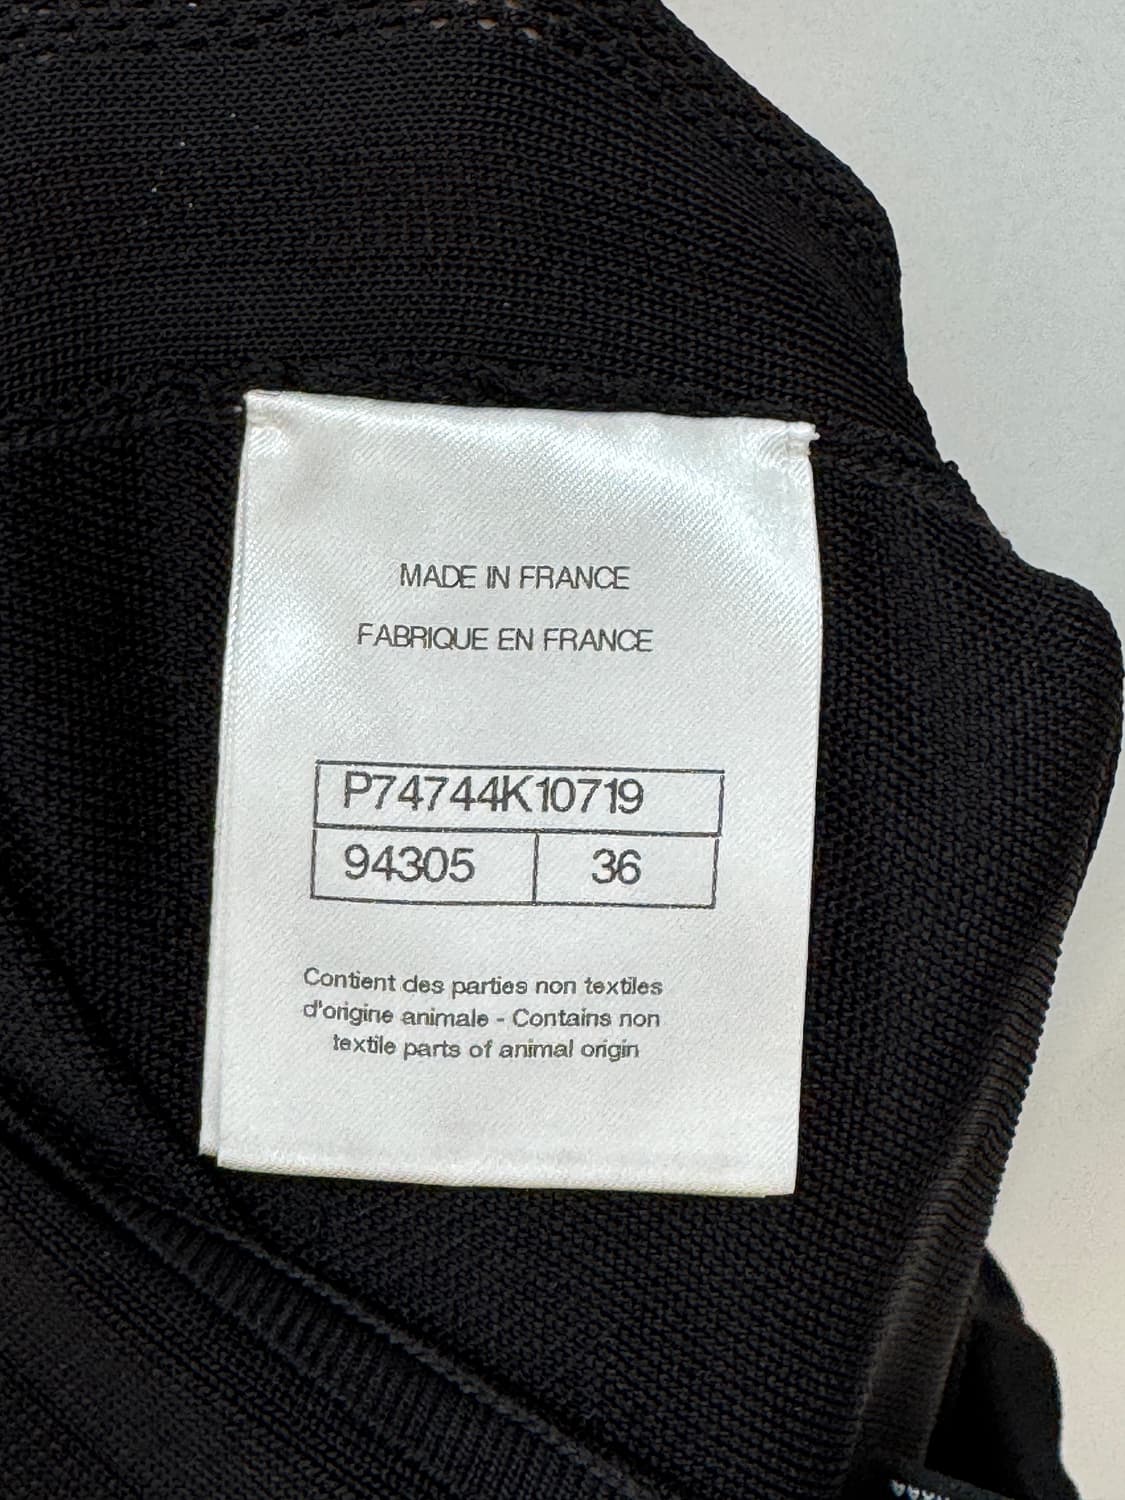 MADE IN FRANCE
FABRIQUE EN FRANCE
P74744K10719
94305 36
Contient des parties non textiles
d'origine animale - Contains non
textile parts of animal origin